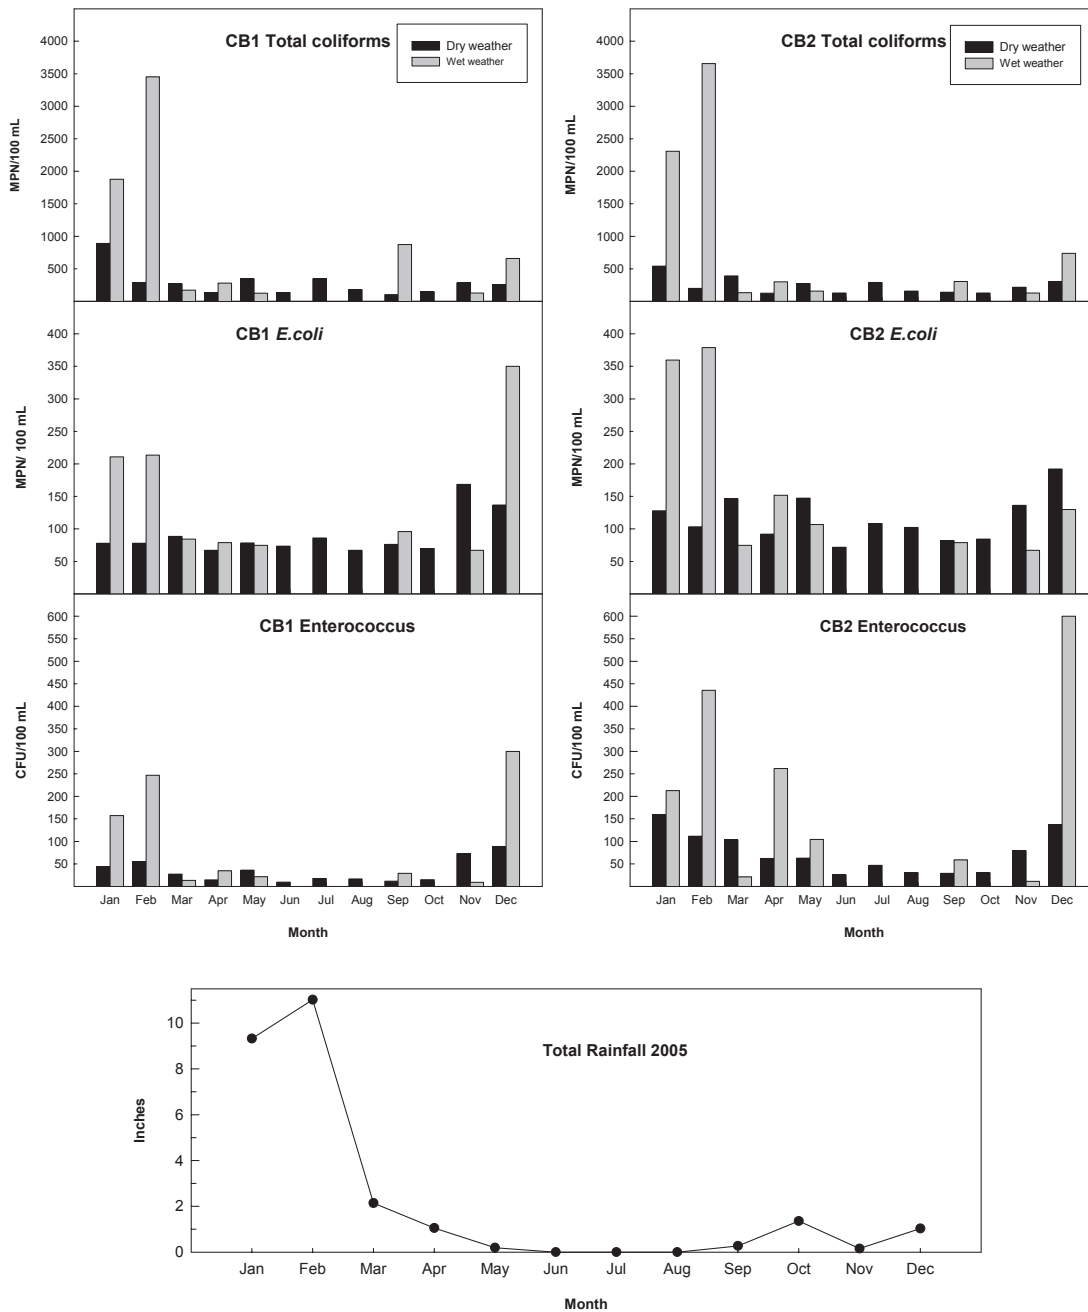 CB1 Total coliforms
Dry weather
Wet weather
MPN/100 mL
4000
3500
3000
2500
2000
1500
1000
500
CB2 Total coliforms
Dry weather
Wet weather
MPN/100 mL
4000
3500
3000
2500
2000
1500
1000
500
CB1 E.coli
MPN/ 100 mL
400
350
300
250
200
150
100
50
CB2 E.coli
MPN/100 mL
400
350
300
250
200
150
100
50
CB1 Enterococcus
CFU/100 mL
600
550
500
450
400
350
300
250
200
150
100
50
Jan Feb Mar Apr May Jun Jul Aug Sep Oct Nov Dec
Month
CB2 Enterococcus
CFU/100 mL
600
550
500
450
400
350
300
250
200
150
100
50
Jan Feb Mar Apr May Jun Jul Aug Sep Oct Nov Dec
Month
Total Rainfall 2005
Inches
10
8
6
4
2
0
Jan Feb Mar Apr May Jun Jul Aug Sep Oct Nov Dec
Month